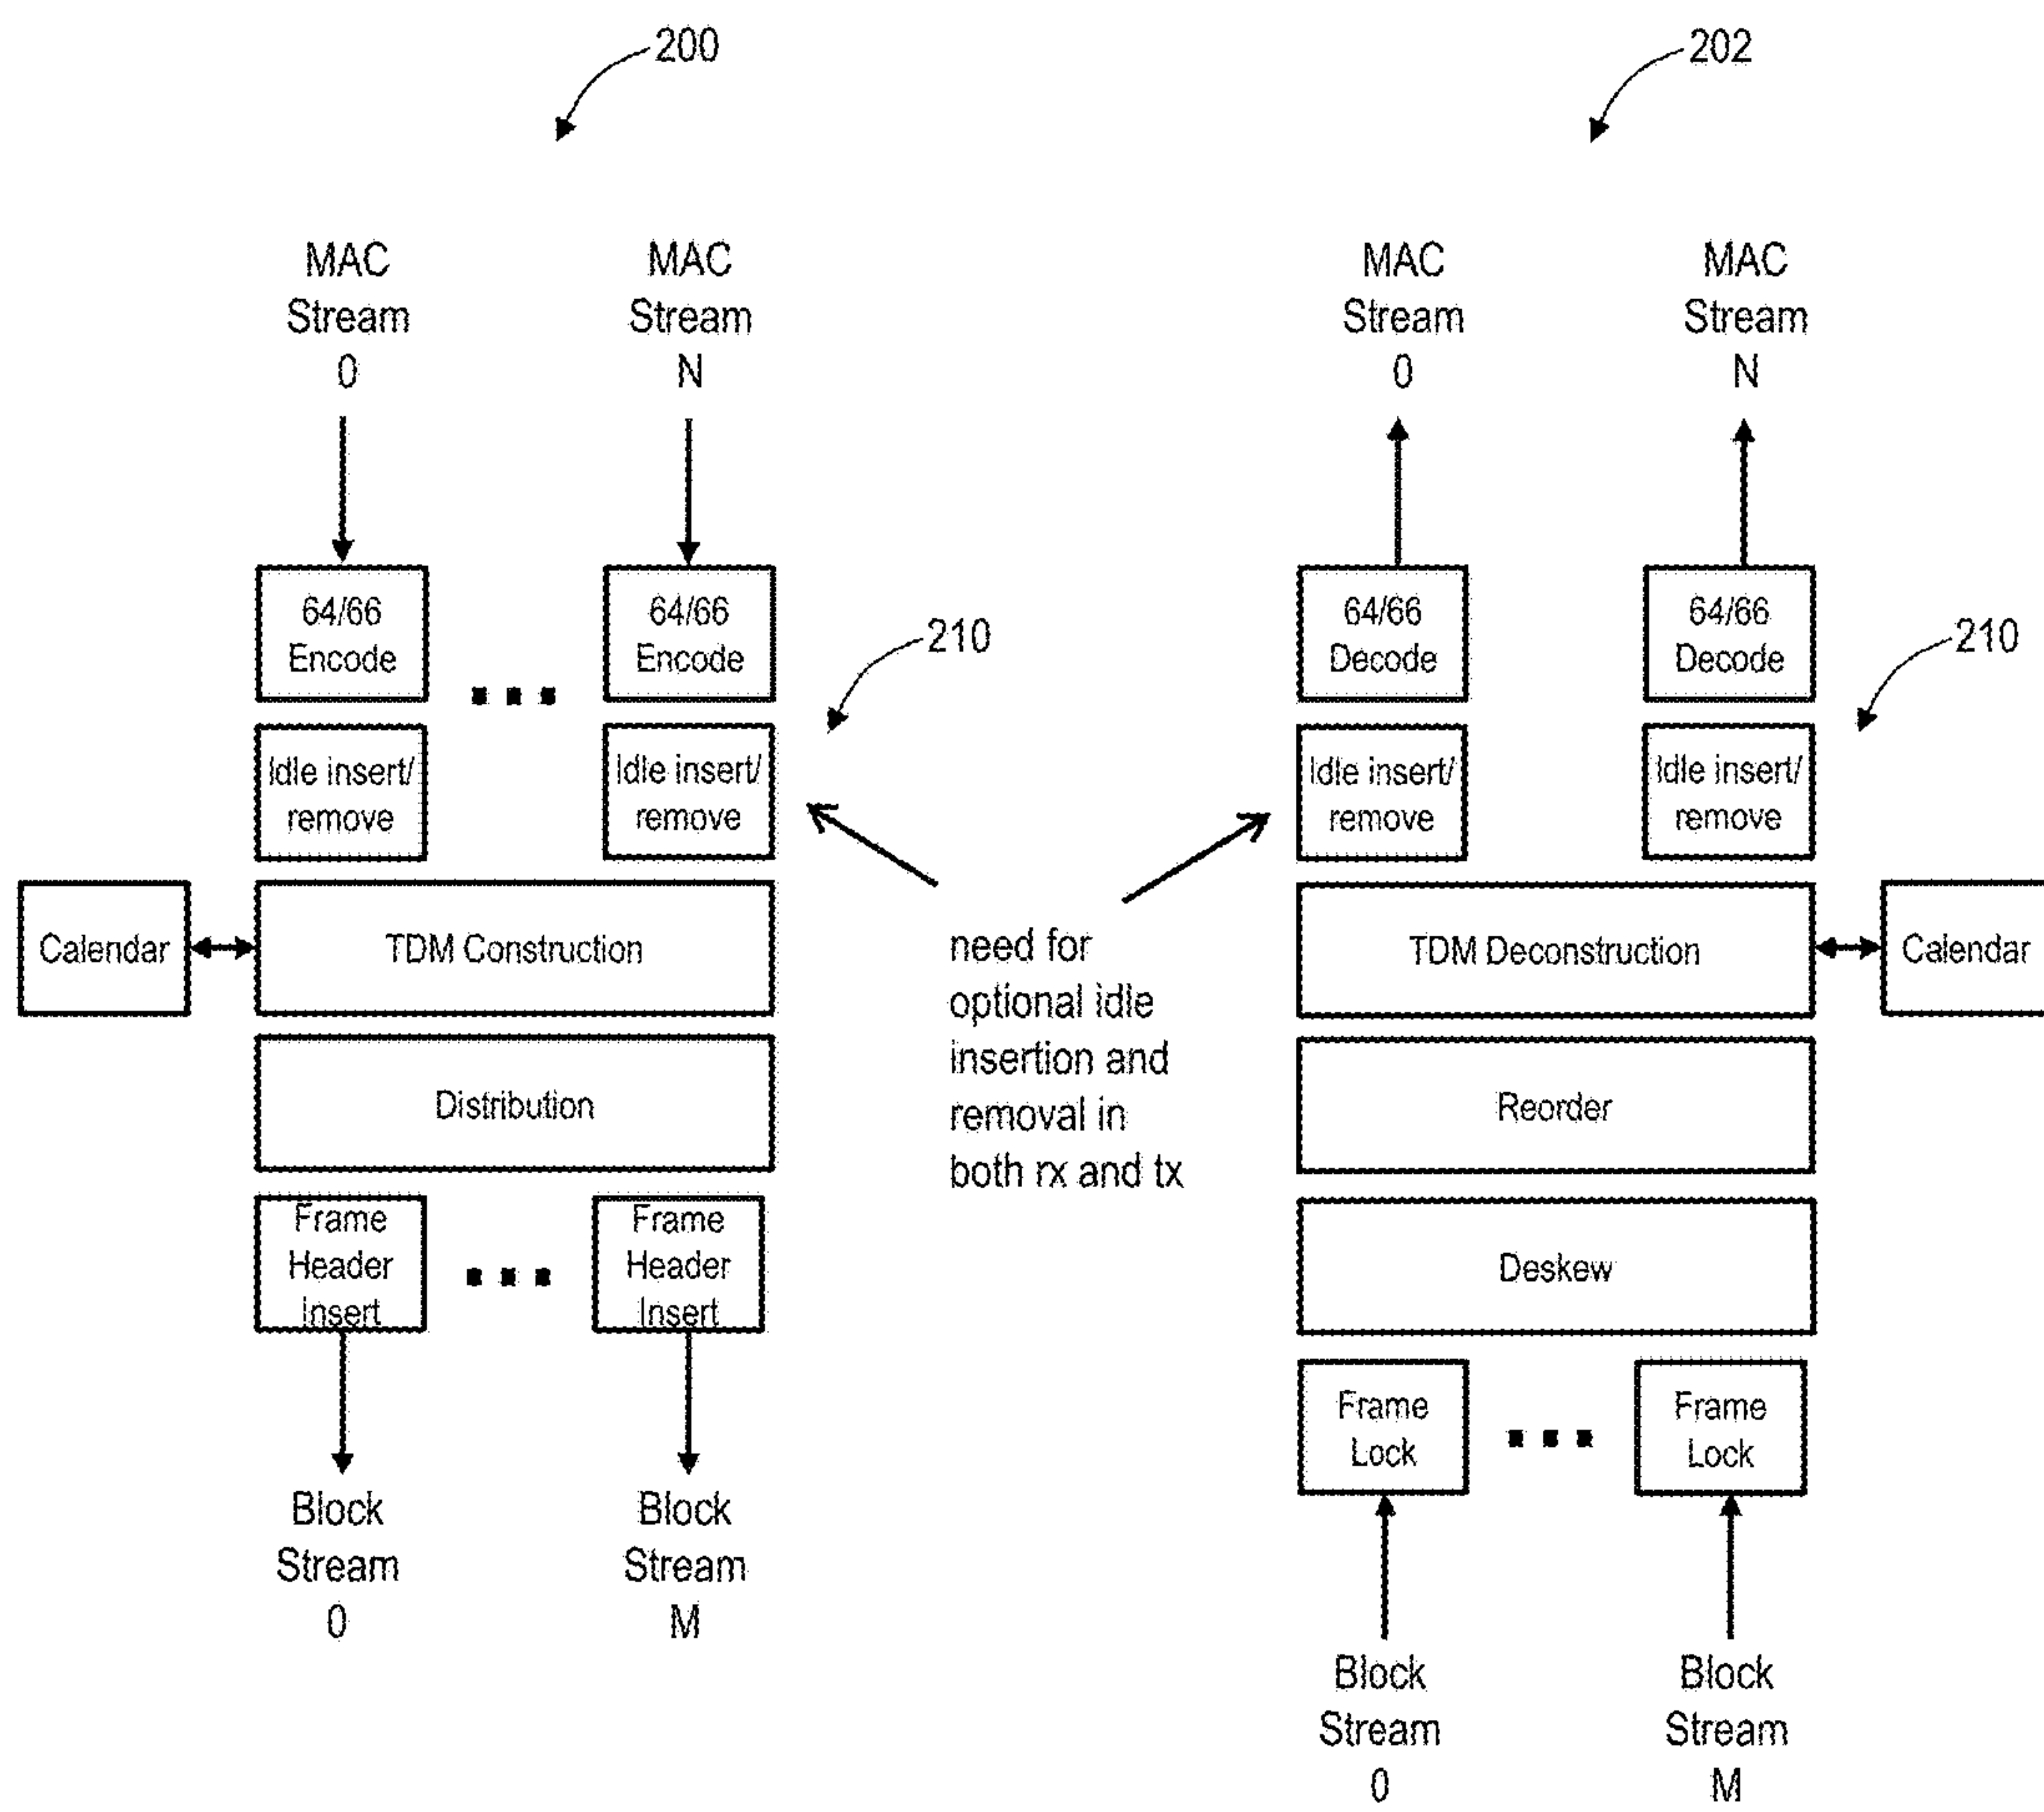 200
202
MAC
Stream
0
MAC
Stream
N
MAC
Stream
0
MAC
Stream
N
64/66
Encode
64/66
Encode
210
64/66
Decode
64/66
Decode
210
Idle insert/
remove
Idle insert/
remove
Idle insert/
remove
Idle insert/
remove
Calendar
TDM Construction
need for
optional idle
insertion and
removal in
both rx and tx
TDM Deconstruction
Calendar
Distribution
Reorder
Frame
Header
Insert
Frame
Header
Insert
Deskew
Frame
Lock
Frame
Lock
Block
Stream
0
Block
Stream
M
Block
Stream
0
Block
Stream
M